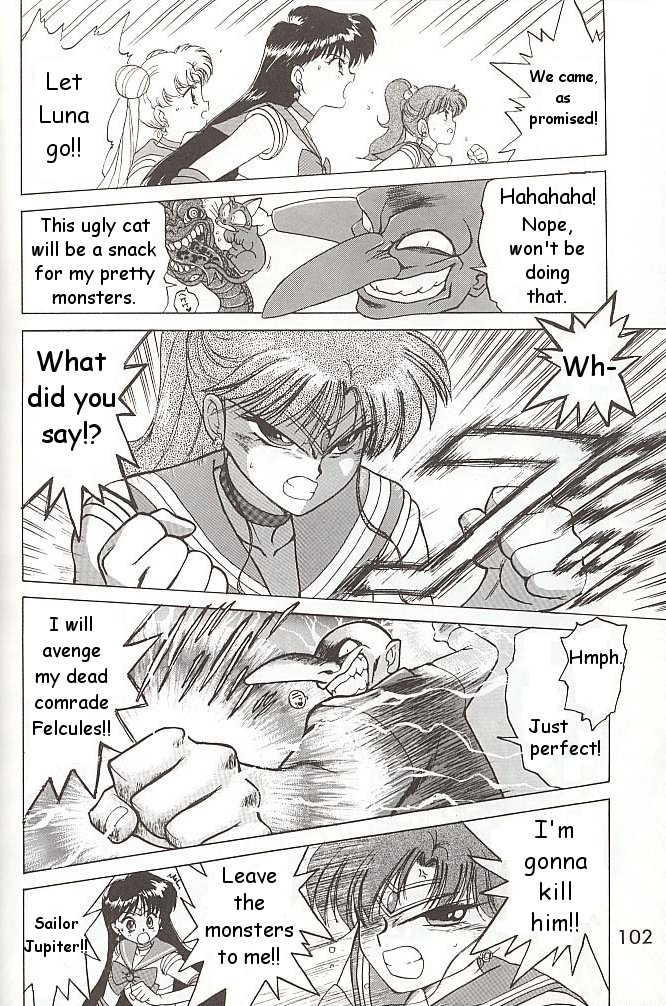 We came,
as
promised!
Let
Luna
go!!
Hahahaha!
Nope,
won't be
doing
that.
This ugly cat
will be a snack
for my pretty
monsters.
Wh-
What
did you
say!?
Hmph.
Just
perfect!
I will
avenge
my dead
comrade
Felcules!!
I'm
gonna
kill
him!!
Leave
the
monsters
to me!!
Sailor
Jupiter!!
102